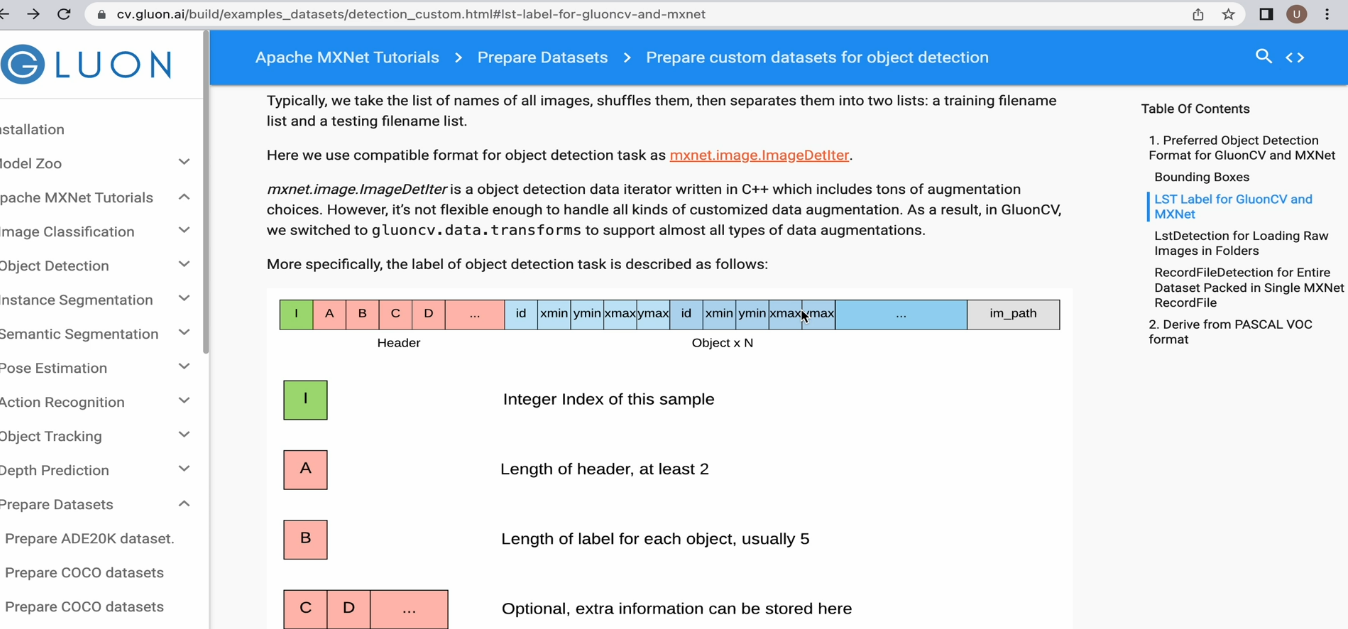 cv.gluon.ai/build/examples_datasets/detection_custom.html#lst-label-for-gluoncv-and-mxnet
U
GLUON
Apache MXNet Tutorials > Prepare Datasets > Prepare custom datasets for object detection
nstallation
Model Zoo
pache MXNet Tutorials
mage Classification
Object Detection
nstance Segmentation
Semantic Segmentation
Pose Estimation
Action Recognition
Object Tracking
Depth Prediction
Prepare Datasets
Prepare ADE20K dataset.
Prepare COCO datasets
Prepare COCO datasets
Typically, we take the list of names of all images, shuffles them, then separates them into two lists: a training filename
list and a testing filename list.
Here we use compatible format for object detection task as mxnet.image.ImageDetIter.
mxnet.image.ImageDetIter is a object detection data iterator written in C++ which includes tons of augmentation
choices. However, it's not flexible enough to handle all kinds of customized data augmentation. As a result, in GluonCV,
we switched to gluoncv.data.transforms to support almost all types of data augmentations.
More specifically, the label of object detection task is described as follows:
I A B C D ... id xmin ymin xmax ymax id xmin ymin xmax ymax ... im_path
Header Object x N
I Integer Index of this sample
A Length of header, at least 2
B Length of label for each object, usually 5
C D ... Optional, extra information can be stored here
Table Of Contents
1. Preferred Object Detection
Format for GluonCV and MXNet
Bounding Boxes
LST Label for GluonCV and
MXNet
LstDetection for Loading Raw
Images in Folders
RecordFileDetection for Entire
Dataset Packed in Single MXNet
RecordFile
2. Derive from PASCAL VOC
format